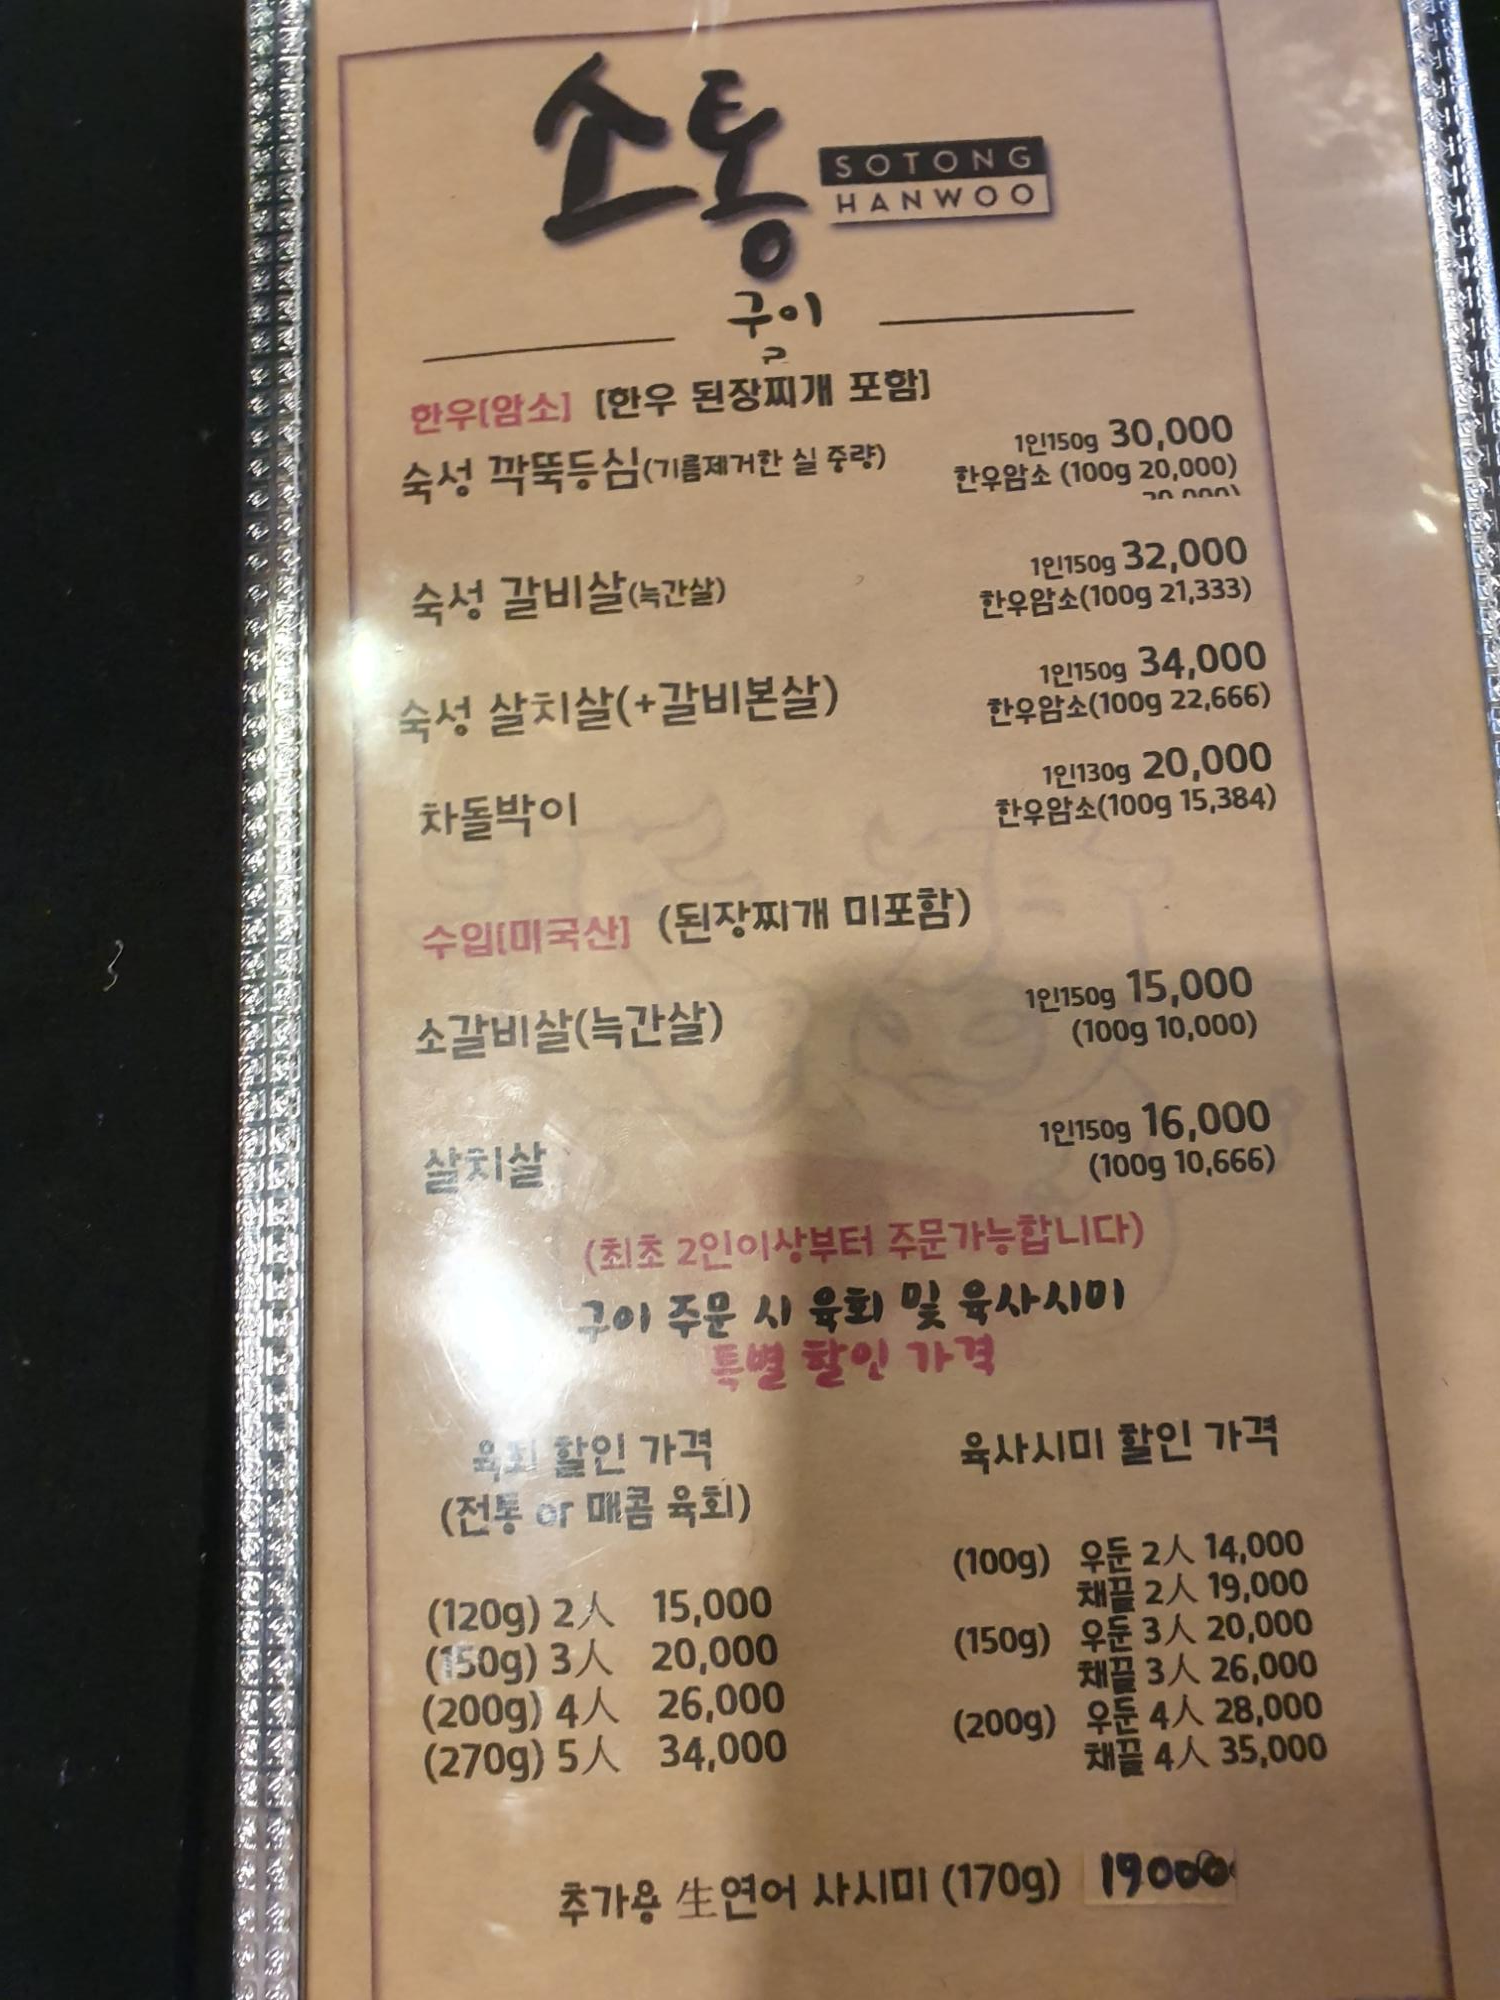 소통
SOTONG
HANWOO
구이
한우[암소] [한우 된장찌개 포함]
숙성 깍뚝등심(기름제거한 실 중량) 1인150g 30,000
한우암소 (100g 20,000)
숙성 갈비살(늑간살) 1인150g 32,000
한우암소(100g 21,333)
숙성 살치살(+갈비본살) 1인150g 34,000
한우암소(100g 22,666)
차돌박이 1인130g 20,000
한우암소(100g 15,384)
수입[미국산] (된장찌개 미포함)
소갈비살(늑간살) 1인150g 15,000
(100g 10,000)
살치살 1인150g 16,000
(100g 10,666)
(최초 2인이상부터 주문가능합니다)
구이 주문 시 육회 및 육사시미
특별 할인 가격
육회 할인 가격
(전통 or 매콤 육회)
(120g) 2人 15,000
(150g) 3人 20,000
(200g) 4人 26,000
(270g) 5人 34,000
육사시미 할인 가격
(100g) 우둔 2人 14,000
채끝 2人 19,000
(150g) 우둔 3人 20,000
채끝 3人 26,000
(200g) 우둔 4人 28,000
채끝 4人 35,000
추가용 生연어 사시미 (170g) 19000